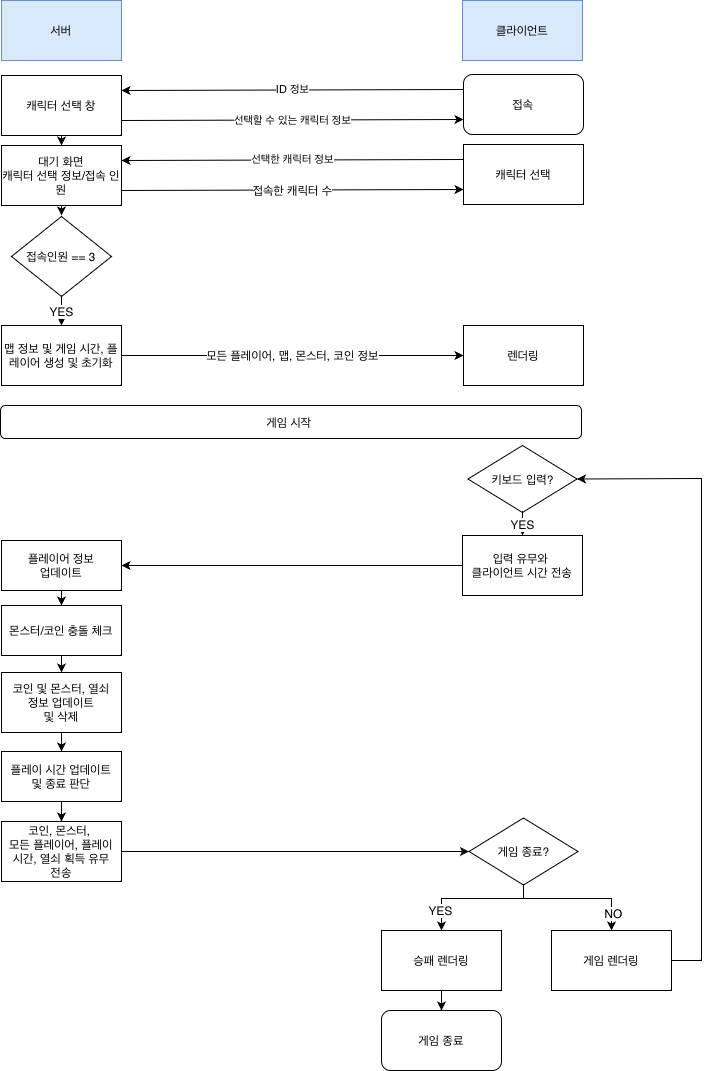 서버
클라이언트
캐릭터 선택 창
ID 정보
접속
선택할 수 있는 캐릭터 정보
대기 화면
캐릭터 선택 정보/접속 인
원
선택한 캐릭터 정보
캐릭터 선택
접속한 캐릭터 수
접속인원 == 3
YES
맵 정보 및 게임 시간, 플
레이어 생성 및 초기화
모든 플레이어, 맵, 몬스터, 코인 정보
렌더링
게임 시작
키보드 입력?
YES
입력 유무와
클라이언트 시간 전송
플레이어 정보
업데이트
몬스터/코인 충돌 체크
코인 및 몬스터, 열쇠
정보 업데이트
및 삭제
플레이 시간 업데이트
및 종료 판단
코인, 몬스터,
모든 플레이어, 플레이
시간, 열쇠 획득 유무
전송
게임 종료?
YES
NO
승패 렌더링
게임 렌더링
게임 종료